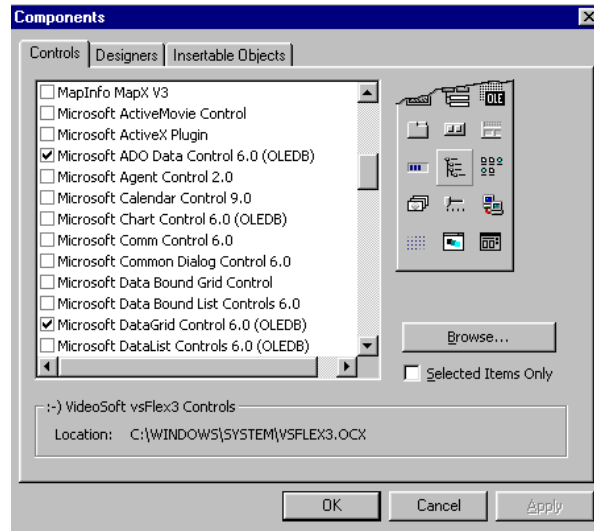 Components
Controls
Designers
Insertable Objects
MapInfo MapX V3
Microsoft ActiveMovie Control
Microsoft ActiveX Plugin
Microsoft ADO Data Control 6.0 (OLEDB)
Microsoft Agent Control 2.0
Microsoft Calendar Control 9.0
Microsoft Chart Control 6.0 (OLEDB)
Microsoft Comm Control 6.0
Microsoft Common Dialog Control 6.0
Microsoft Data Bound Grid Control
Microsoft Data Bound List Controls 6.0
Microsoft DataGrid Control 6.0 (OLEDB)
Microsoft DataList Controls 6.0 (OLEDB)
OLE
Browse...
Selected Items Only
:-) VideoSoft vsFlex3 Controls
Location: C:\WINDOWS\SYSTEM\VSFLEX3.OCX
OK
Cancel
Apply